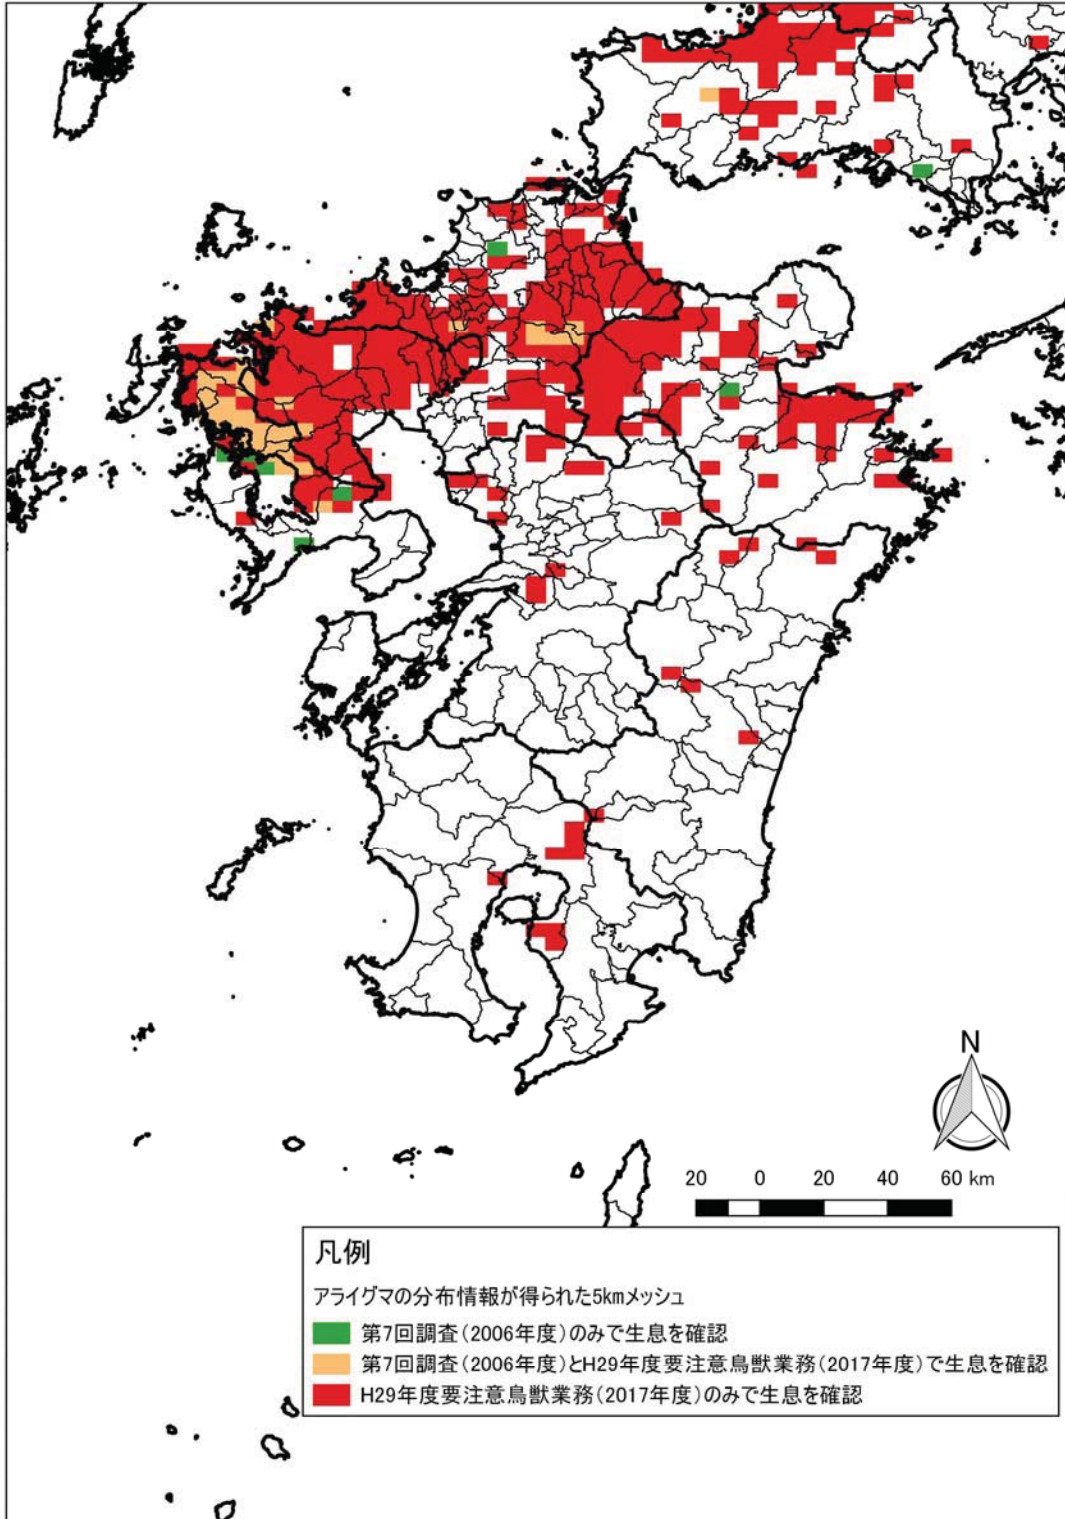 N
20 0 20 40 60 km
凡例
アライグマの分布情報が得られた5kmメッシュ
第7回調査(2006年度)のみで生息を確認
第7回調査(2006年度)とH29年度要注意鳥獣業務(2017年度)で生息を確認
H29年度要注意鳥獣業務(2017年度)のみで生息を確認